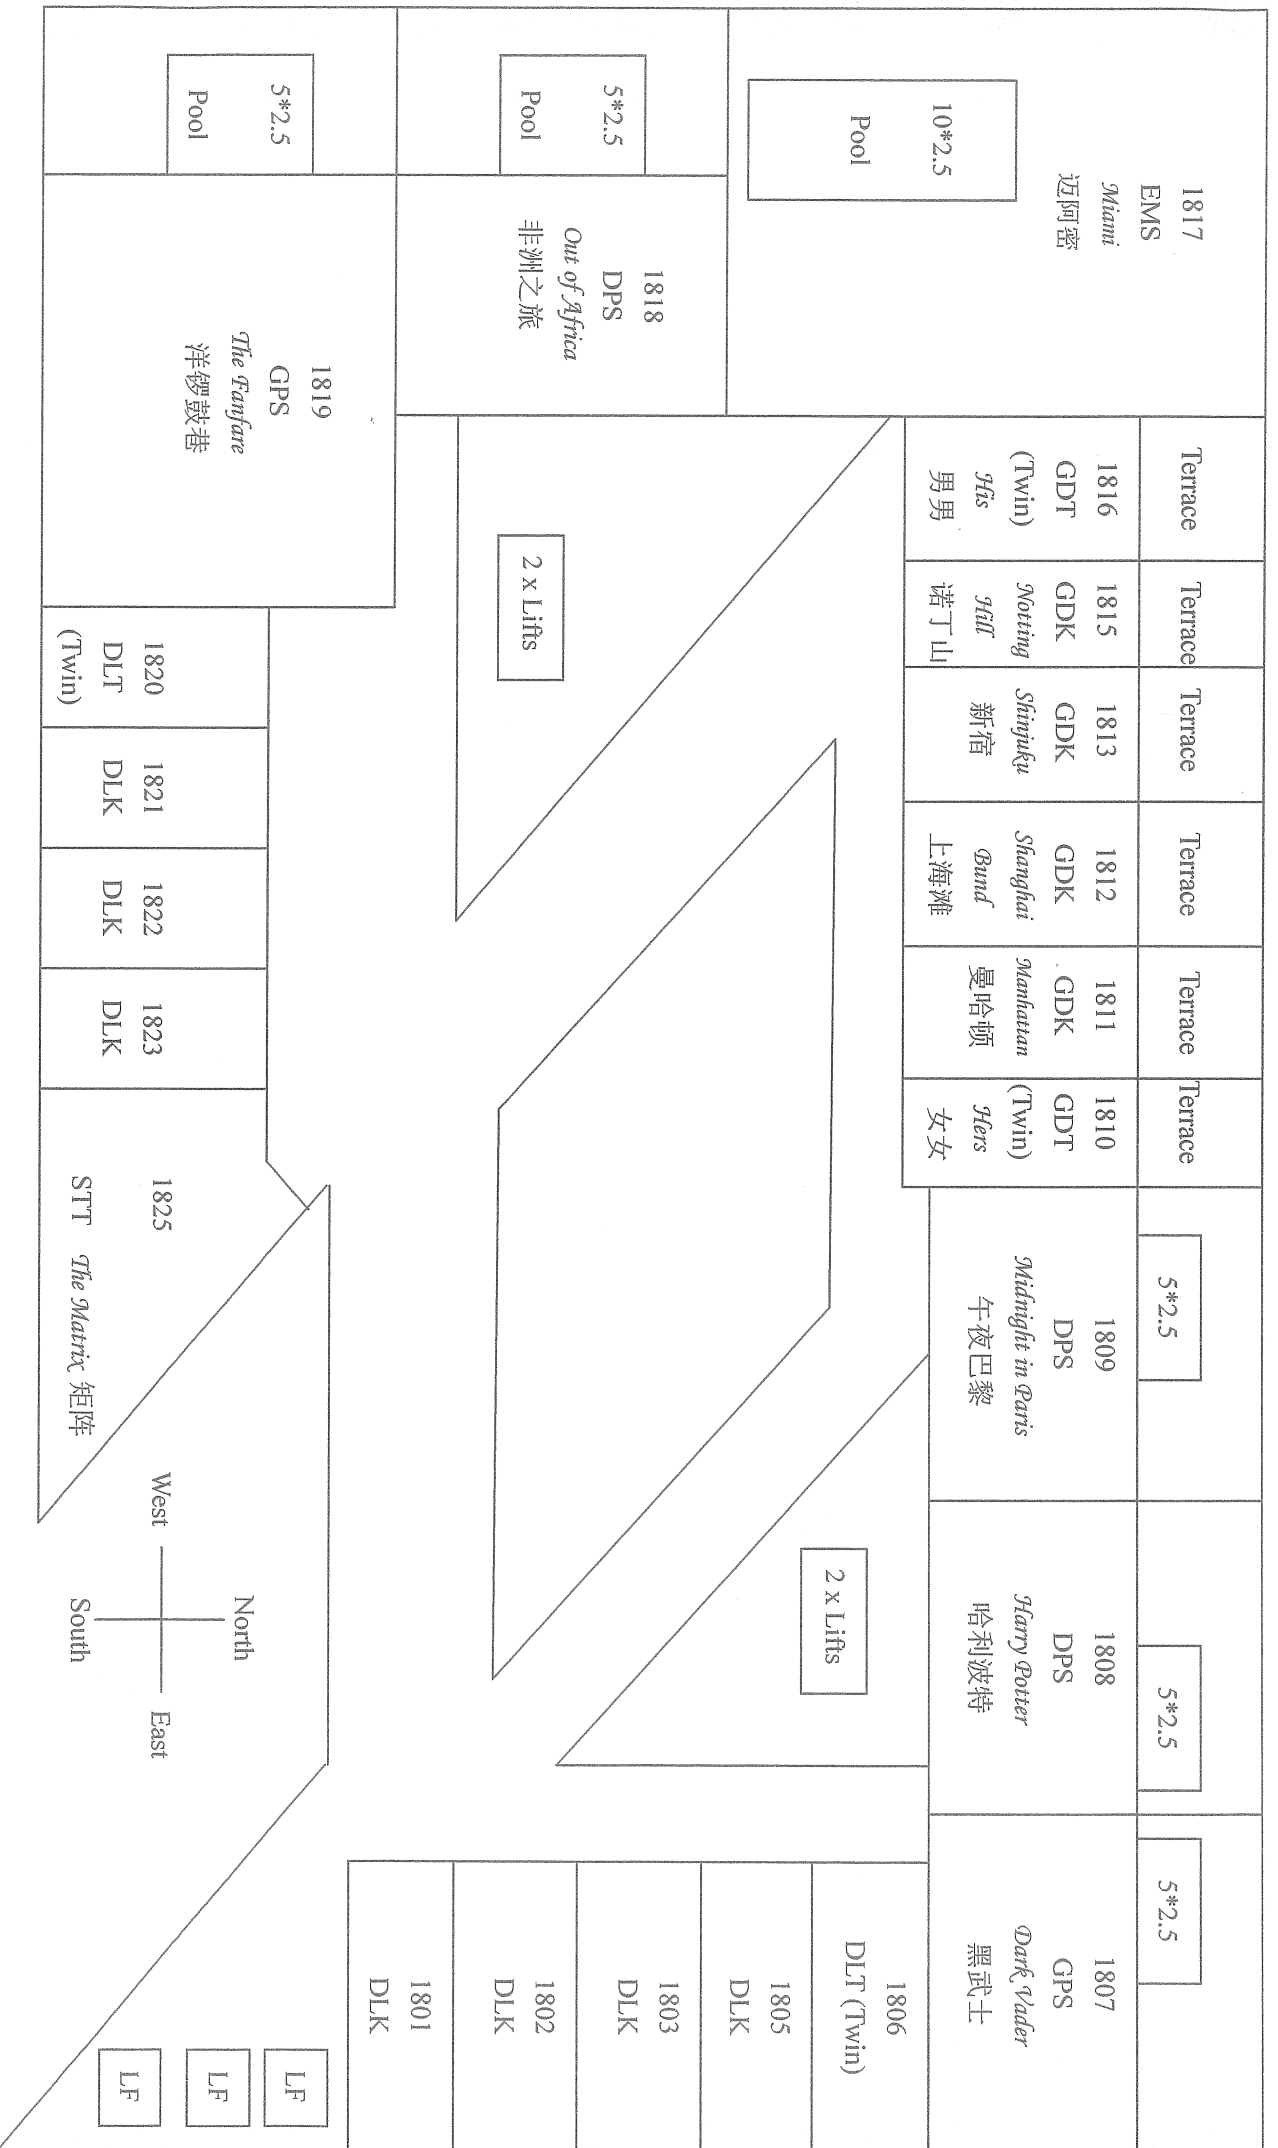 1817
EMS
Miami
迈阿密
10*2.5
Pool
Terrace
1816
GDT
(Twin)
His
男男
Terrace
1815
GDK
Notting
Hill
诺丁山
Terrace
1813
GDK
Shinjuku
新宿
Terrace
1812
GDK
Shanghai
Bund
上海滩
Terrace
1811
GDK
Manhattan
曼哈顿
Terrace
1810
GDT
(Twin)
Hers
女女
5*2.5
1809
DPS
Midnight in Paris
午夜巴黎
5*2.5
1808
DPS
Harry Potter
哈利波特
5*2.5
1807
GPS
Dark Vader
黑武士
5*2.5
Pool
1818
DPS
Out of Africa
非洲之旅
2 x Lifts
2 x Lifts
1806
DLT (Twin)
1805
DLK
1803
DLK
1802
DLK
1801
DLK
5*2.5
Pool
1819
GPS
The Fanfare
洋锣鼓巷
1820
DLT
(Twin)
1821
DLK
1822
DLK
1823
DLK
1825
STT The Matrix 矩阵
North
West
East
South
LF
LF
LF